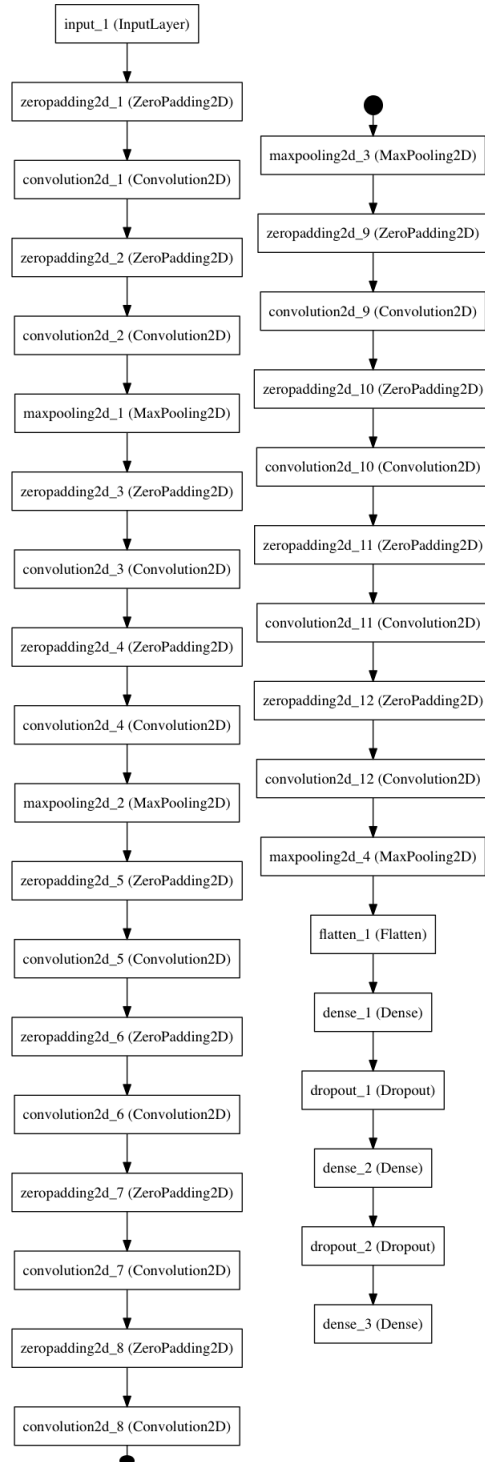 input_1 (InputLayer)
zeropadding2d_1 (ZeroPadding2D)
convolution2d_1 (Convolution2D)
zeropadding2d_2 (ZeroPadding2D)
convolution2d_2 (Convolution2D)
maxpooling2d_1 (MaxPooling2D)
zeropadding2d_3 (ZeroPadding2D)
convolution2d_3 (Convolution2D)
zeropadding2d_4 (ZeroPadding2D)
convolution2d_4 (Convolution2D)
maxpooling2d_2 (MaxPooling2D)
zeropadding2d_5 (ZeroPadding2D)
convolution2d_5 (Convolution2D)
zeropadding2d_6 (ZeroPadding2D)
convolution2d_6 (Convolution2D)
zeropadding2d_7 (ZeroPadding2D)
convolution2d_7 (Convolution2D)
zeropadding2d_8 (ZeroPadding2D)
convolution2d_8 (Convolution2D)
maxpooling2d_3 (MaxPooling2D)
zeropadding2d_9 (ZeroPadding2D)
convolution2d_9 (Convolution2D)
zeropadding2d_10 (ZeroPadding2D)
convolution2d_10 (Convolution2D)
zeropadding2d_11 (ZeroPadding2D)
convolution2d_11 (Convolution2D)
zeropadding2d_12 (ZeroPadding2D)
convolution2d_12 (Convolution2D)
maxpooling2d_4 (MaxPooling2D)
flatten_1 (Flatten)
dense_1 (Dense)
dropout_1 (Dropout)
dense_2 (Dense)
dropout_2 (Dropout)
dense_3 (Dense)